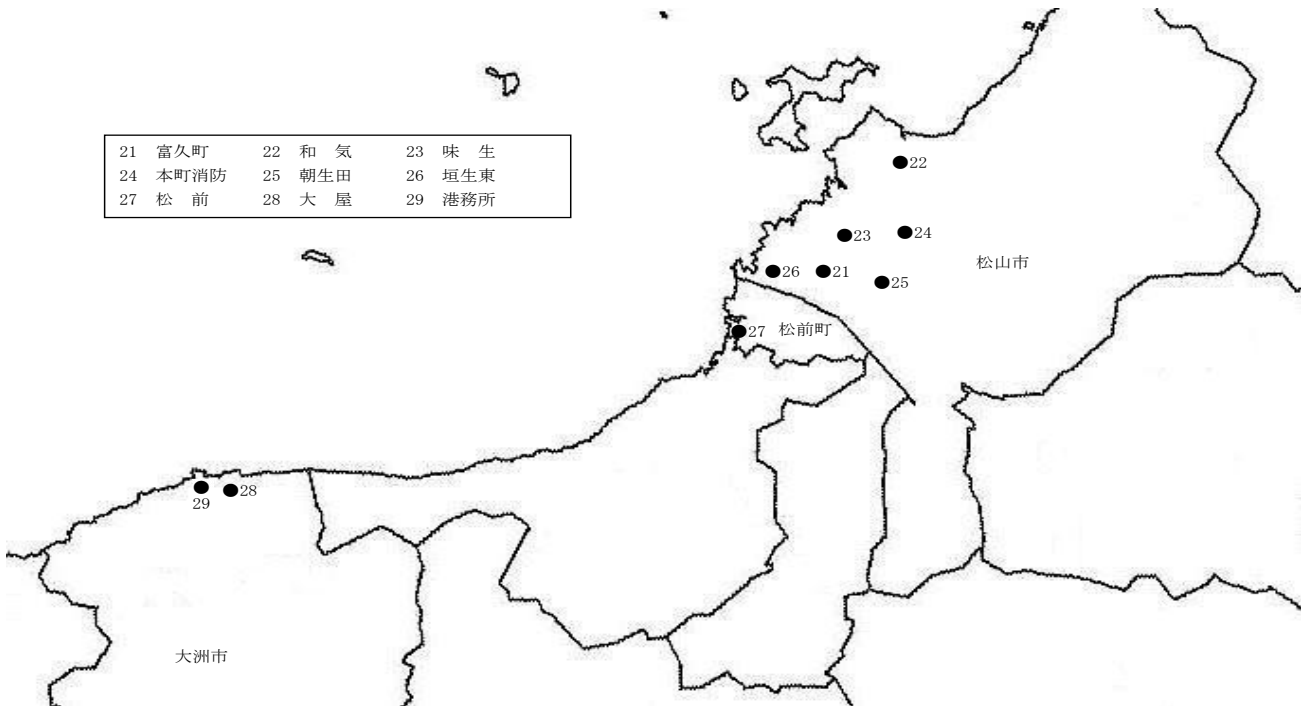 21 富久町 22 和 気 23 味 生
24 本町消防 25 朝生田 26 垣生東
27 松 前 28 大 屋 29 港務所
22
23
24
松山市
26
21
25
27
松前町
28
29
大洲市